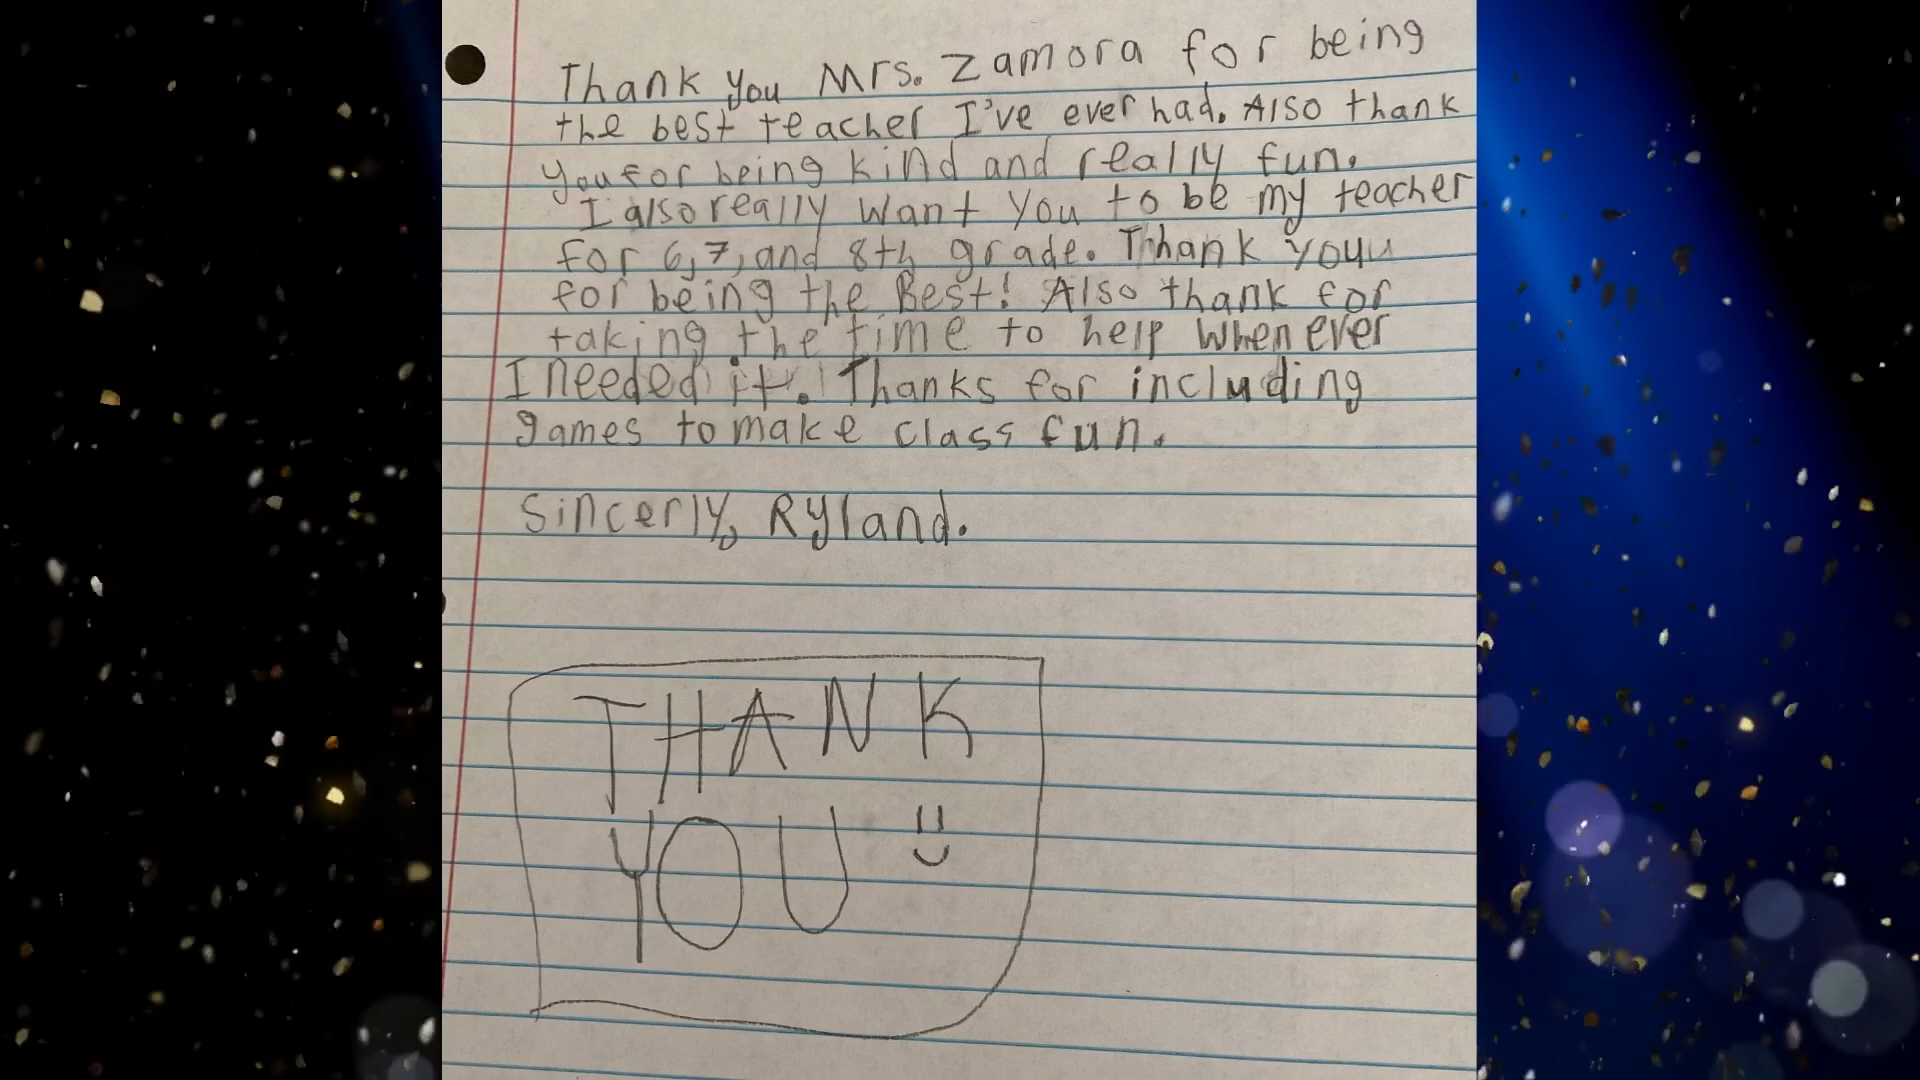 Thank you Mrs. Zamora for being
the best teacher I've ever had. Also thank
you for being kind and really fun.
I also really want you to be my teacher
for 6, 7, and 8th grade. Thank youu
for being the Best! Also thank for
taking the time to help when ever
I needed it. Thanks for including
games to make class fun.
Sincerly, Ryland.
THANK
YOU